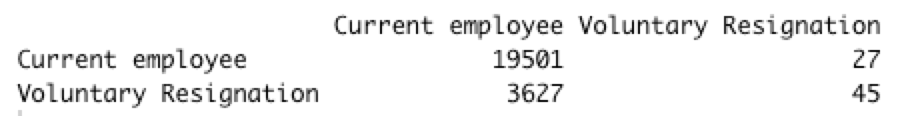 Current employee Voluntary Resignation
Current employee 19501 27
Voluntary Resignation 3627 45